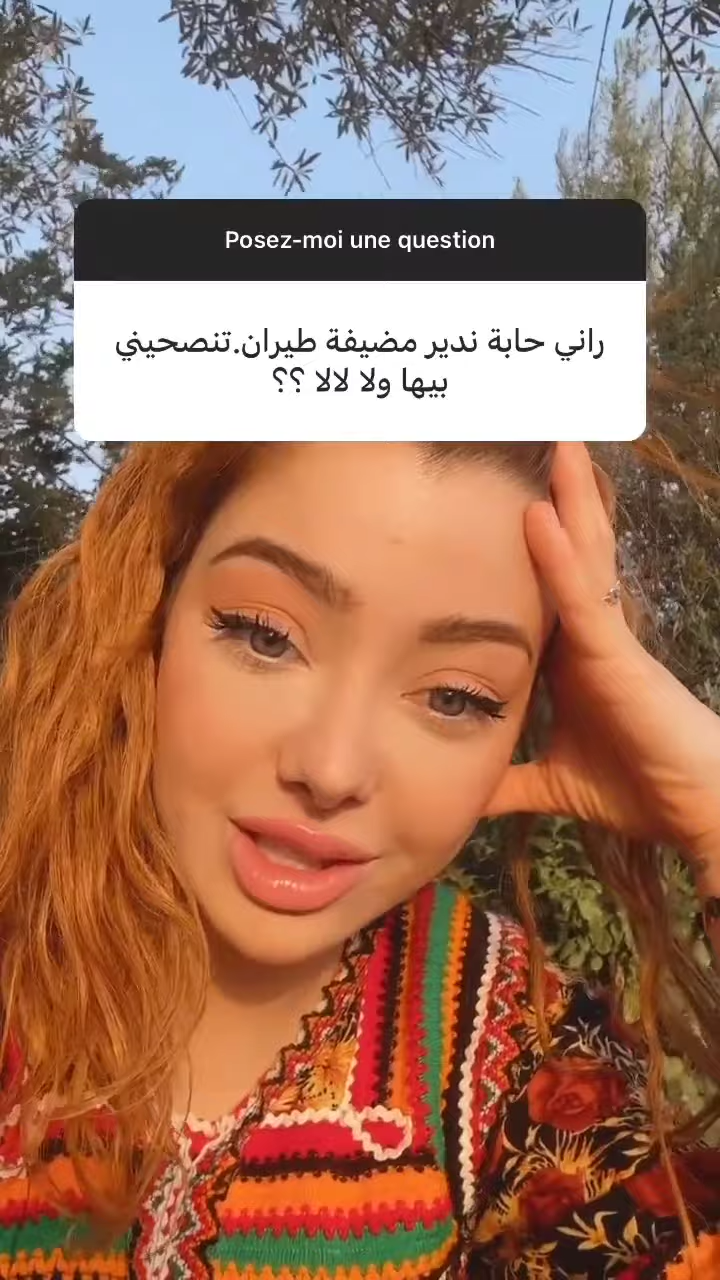 Posez-moi une question
راني حابة ندير مضيفة طيران.تنصحيني
بيها ولا لالا ؟؟